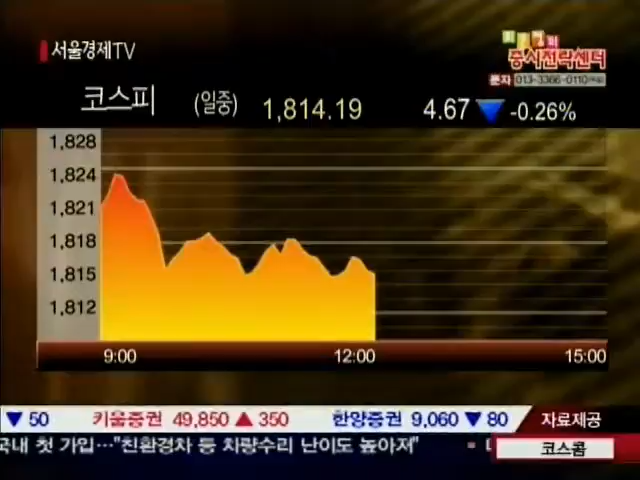 서울경제TV
증시전략센터
문자 013-3366-0110
코스피 (일중) 1,814.19 4.67 ▼ -0.26%
1,828
1,824
1,821
1,818
1,815
1,812
9:00 12:00 15:00
▼ 50 키움증권 49,850 ▲ 350 한양증권 9,060 ▼ 80 자료제공
국내 첫 가입…"친환경차 등 차량수리 난이도 높아져"
코스콤